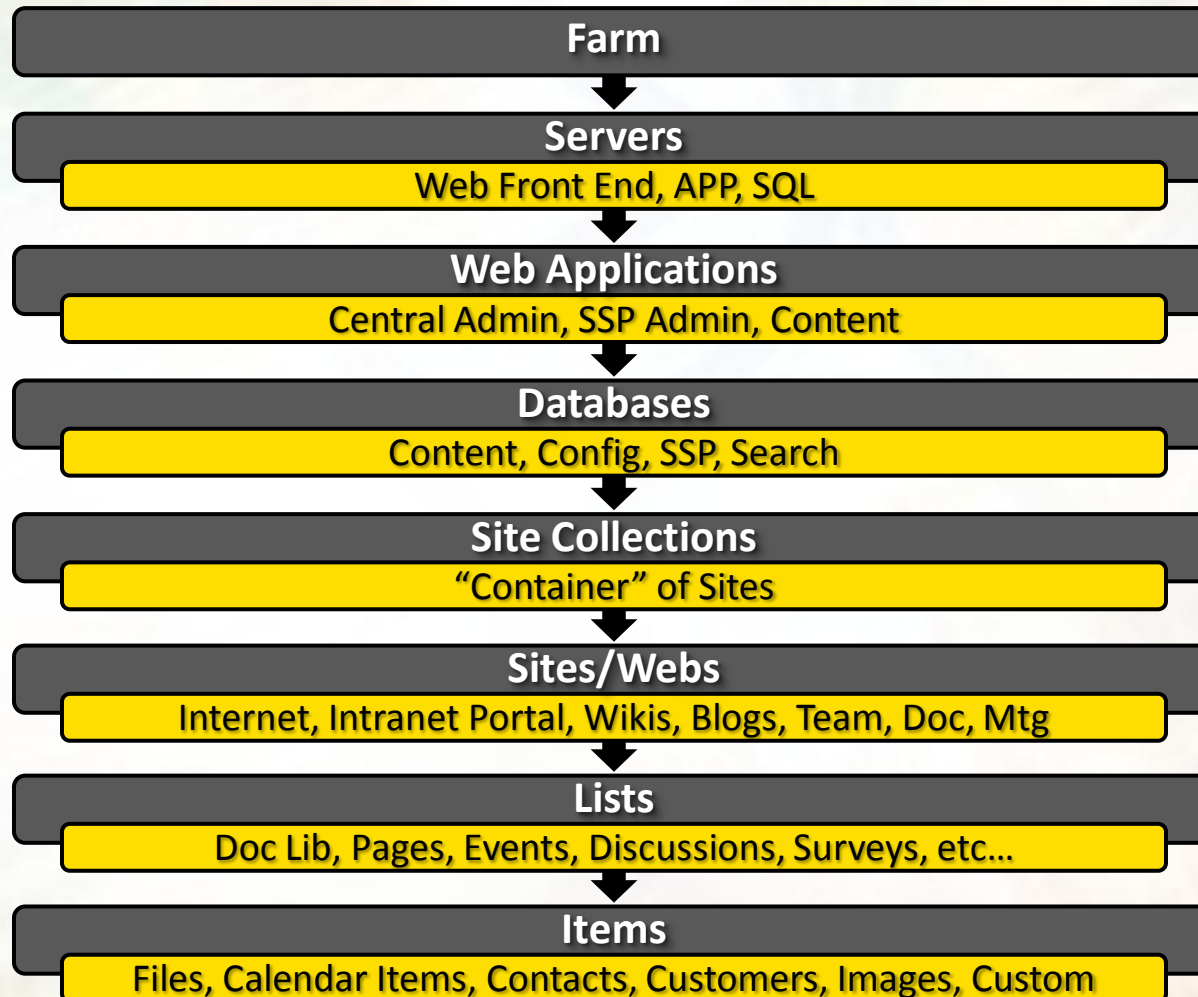 Farm
Servers
Web Front End, APP, SQL
Web Applications
Central Admin, SSP Admin, Content
Databases
Content, Config, SSP, Search
Site Collections
“Container” of Sites
Sites/Webs
Internet, Intranet Portal, Wikis, Blogs, Team, Doc, Mtg
Lists
Doc Lib, Pages, Events, Discussions, Surveys, etc…
Items
Files, Calendar Items, Contacts, Customers, Images, Custom